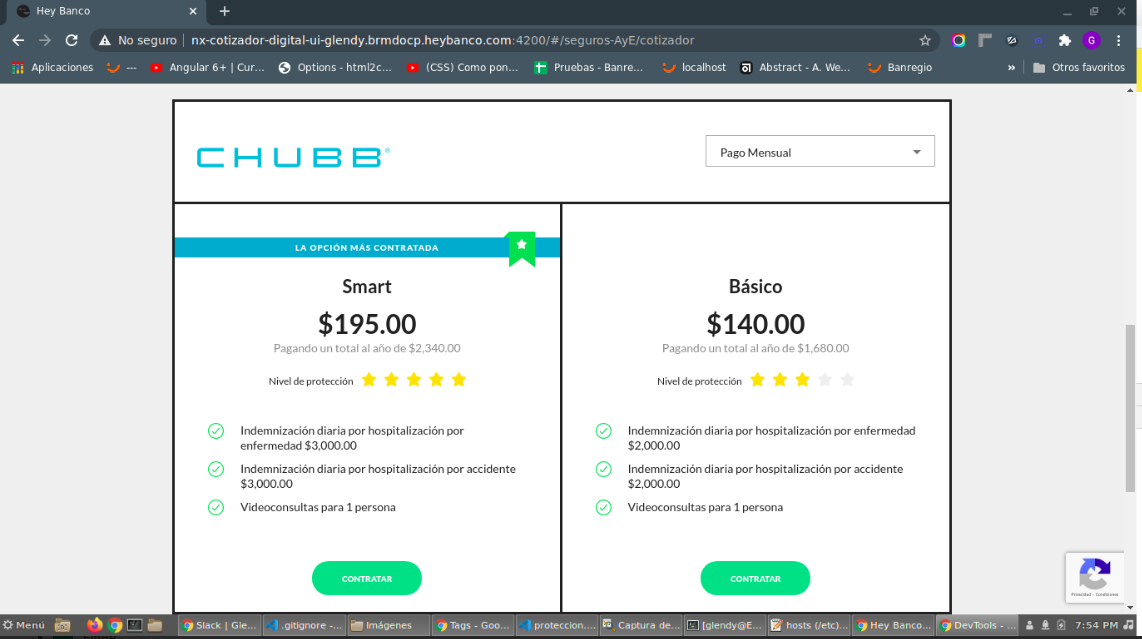 Hey Banco
No seguro
nx-cotizador-digital-ui-glendy.brmdocp.heybanco.com:4200/#/seguros-AyE/cotizador
Aplicaciones
---
Angular 6+ | Cur...
Options - html2c...
(CSS) Como pon...
Pruebas - Banre...
localhost
Abstract - A. We...
Banregio
»
Otros favoritos
G
CHUBB®
Pago Mensual
LA OPCIÓN MÁS CONTRATADA
Smart
$195.00
Pagando un total al año de $2,340.00
Nivel de protección
Indemnización diaria por hospitalización por
enfermedad $3,000.00
Indemnización diaria por hospitalización por accidente
$3,000.00
Videoconsultas para 1 persona
CONTRATAR
Básico
$140.00
Pagando un total al año de $1,680.00
Nivel de protección
Indemnización diaria por hospitalización por enfermedad
$2,000.00
Indemnización diaria por hospitalización por accidente
$2,000.00
Videoconsultas para 1 persona
CONTRATAR
Privacidad - Condiciones
Menú
Slack | Gle...
.gitignore -...
Imágenes
Tags - Goo...
proteccion....
Captura de...
[glendy@E...
hosts (/etc)...
Hey Banc...
DevTools - ...
7:54 PM